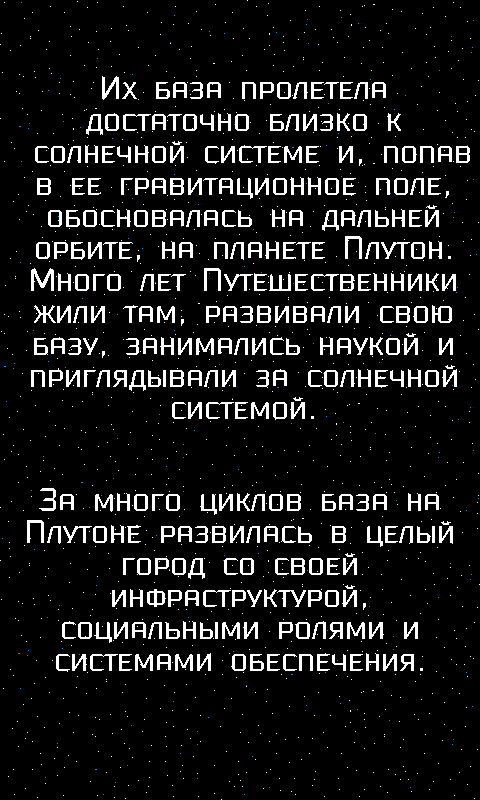 Их база пролетела
достаточно близко к
солнечной системе и, попав
в ее гравитационное поле,
обосновалась на дальней
орбите, на планете Плутон.
Много лет Путешественники
жили там, развивали свою
базу, занимались наукой и
приглядывали за солнечной
системой.
За много циклов база на
Плутоне развилась в целый
город со своей
инфраструктурой,
социальными ролями и
системами обеспечения.